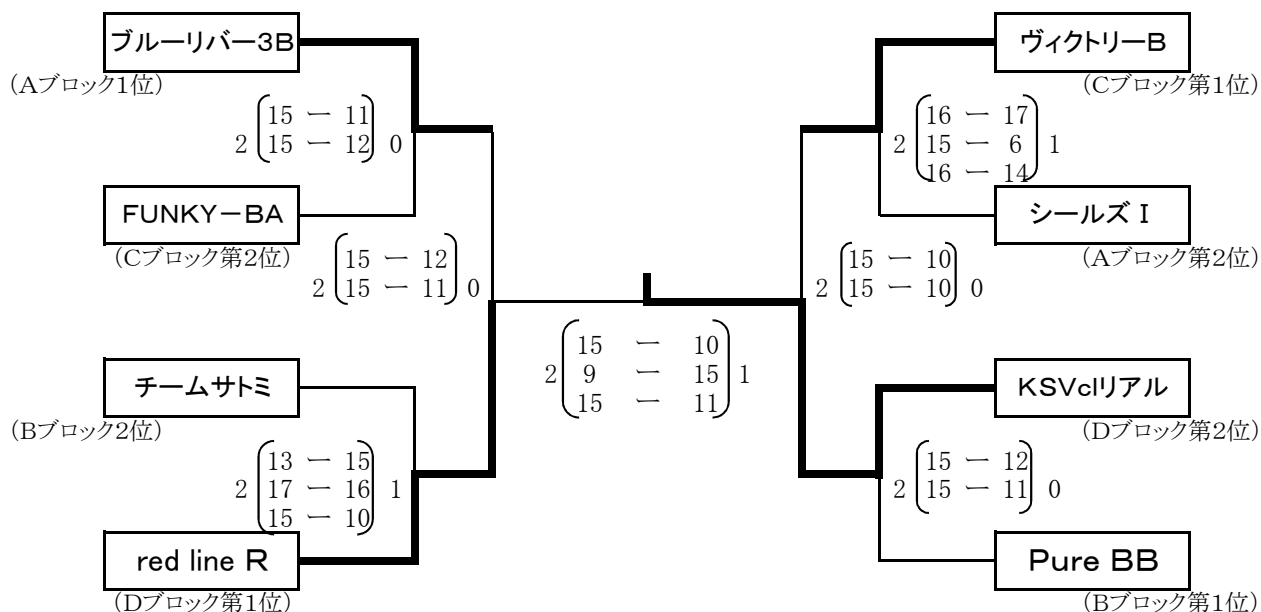 ブルーリバー3B
(Aブロック1位)
15 ー 11
2 15 ー 12 0
FUNKYーBA
(Cブロック第2位)
15 ー 12
2 15 ー 11 0
チームサトミ
(Bブロック2位)
13 ー 15
2 17 ー 16 1
15 ー 10
red line R
(Dブロック第1位)
15 ー 10
2 9 ー 15 1
15 ー 11
ヴィクトリーB
(Cブロック第1位)
16 ー 17
2 15 ー 6 1
16 ー 14
シールズ I
(Aブロック第2位)
15 ー 10
2 15 ー 10 0
KSVclリアル
(Dブロック第2位)
15 ー 12
2 15 ー 11 0
Pure BB
(Bブロック第1位)